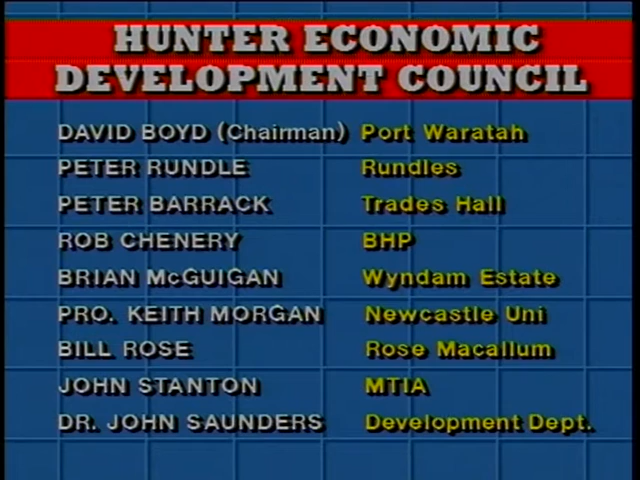 HUNTER ECONOMIC
DEVELOPMENT COUNCIL
DAVID BOYD (Chairman) Port Waratah
PETER RUNDLE Rundles
PETER BARRACK Trades Hall
ROB CHENERY BHP
BRIAN McGUIGAN Wyndam Estate
PRO. KEITH MORGAN Newcastle Uni
BILL ROSE Rose Macallum
JOHN STANTON MTIA
DR. JOHN SAUNDERS Development Dept.